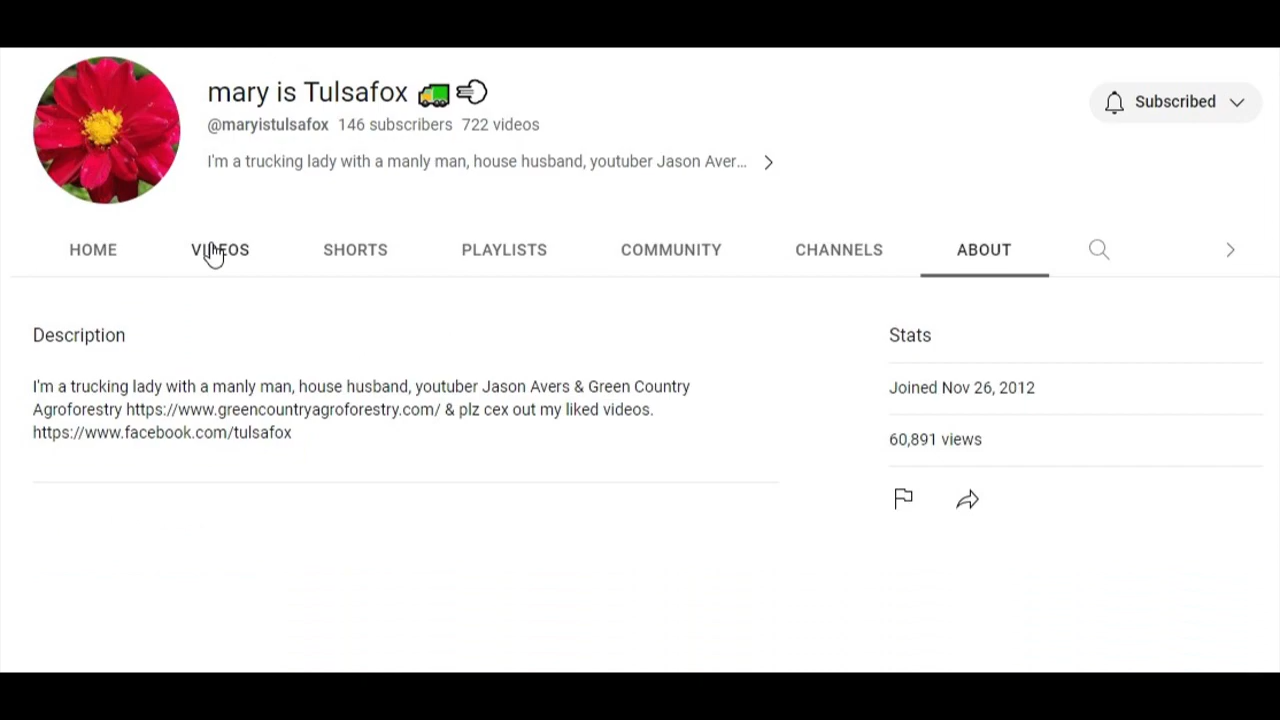 mary is Tulsafox
@maryistulsafox 146 subscribers 722 videos
I'm a trucking lady with a manly man, house husband, youtuber Jason Aver...
Subscribed
HOME VIDEOS SHORTS PLAYLISTS COMMUNITY CHANNELS ABOUT
Description
I'm a trucking lady with a manly man, house husband, youtuber Jason Avers & Green Country
Agroforestry https://www.greencountryagroforestry.com/ & plz cex out my liked videos.
https://www.facebook.com/tulsafox
Stats
Joined Nov 26, 2012
60,891 views